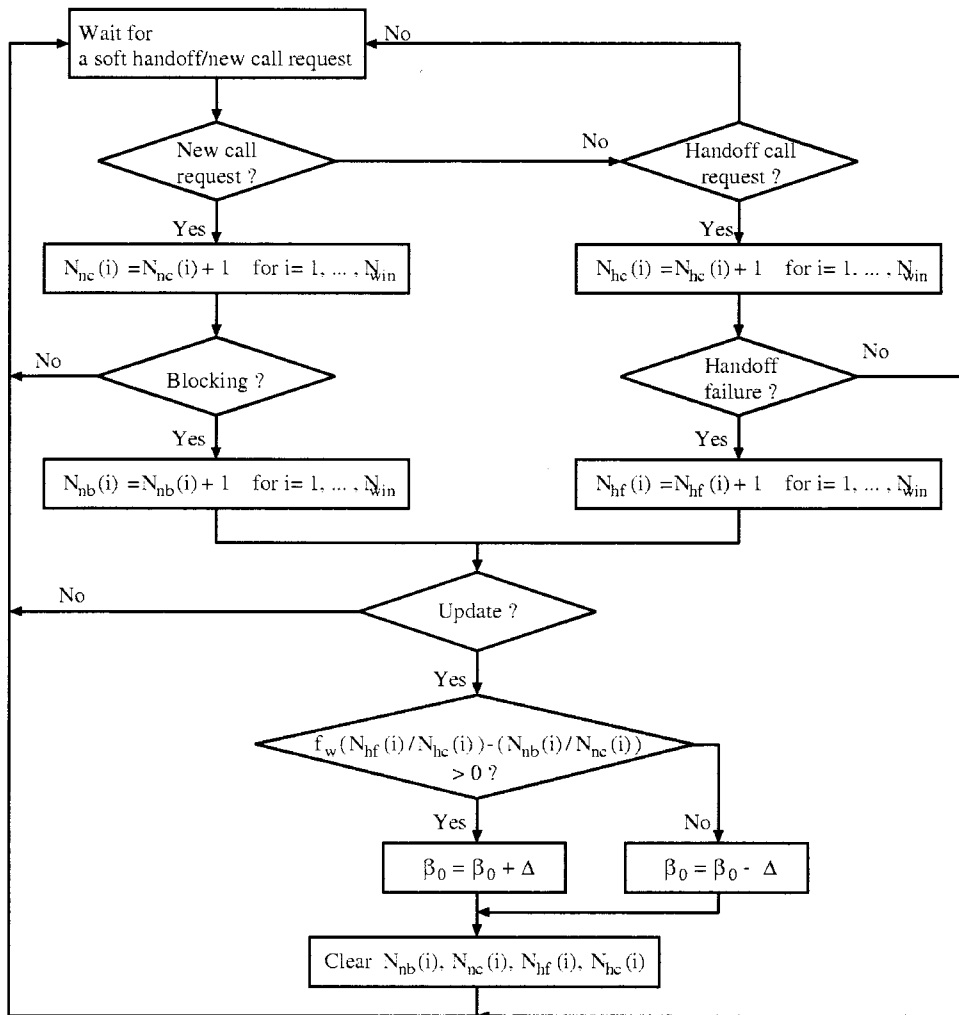 Wait for
a soft handoff/new call request
No
New call
request ?
No
Handoff call
request ?
Yes
Yes
N_nc(i) =N_nc(i) + 1 for i= 1, ... , N_win
N_hc(i) =N_hc(i) + 1 for i= 1. ... , N_win
No
Blocking ?
Handoff
failure ?
No
Yes
Yes
N_nb(i) =N_nb(i) + 1 for i= 1, ... , N_win
N_hf(i) =N_hf(i) + 1 for i= 1, ... , N_win
No
Update ?
Yes
f_w(N_hf(i)/N_hc(i))-(N_nb(i)/N_nc(i))
> 0 ?
Yes
No
β_0 = β_0 + Δ
β_0 = β_0 - Δ
Clear N_nb(i), N_nc(i), N_hf(i), N_hc(i)